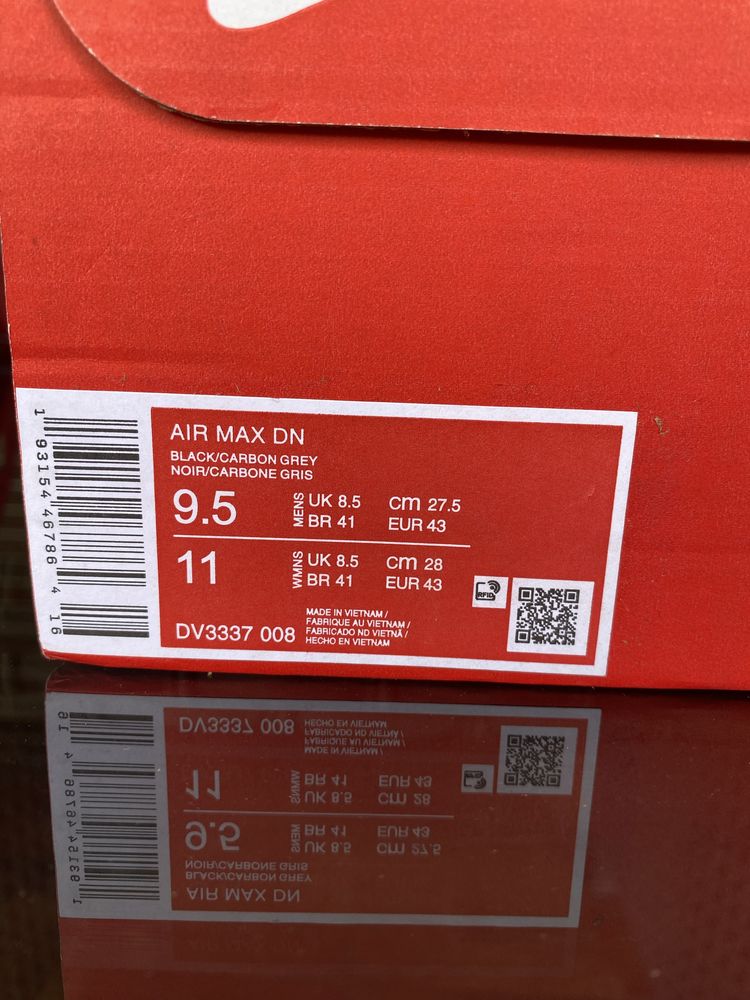 AIR MAX DN
BLACK/CARBON GREY
NOIR/CARBONE GRIS
9.5 MENS UK 8.5 cm 27.5
BR 41 EUR 43
11 WMNS UK 8.5 cm 28
BR 41 EUR 43
RFID
DV3337 008
MADE IN VIETNAM /
FABRIQUE AU VIETNAM /
FABRICADO ND VIETNÃ /
HECHO EN VIETNAM
1 93154 46786 4 16